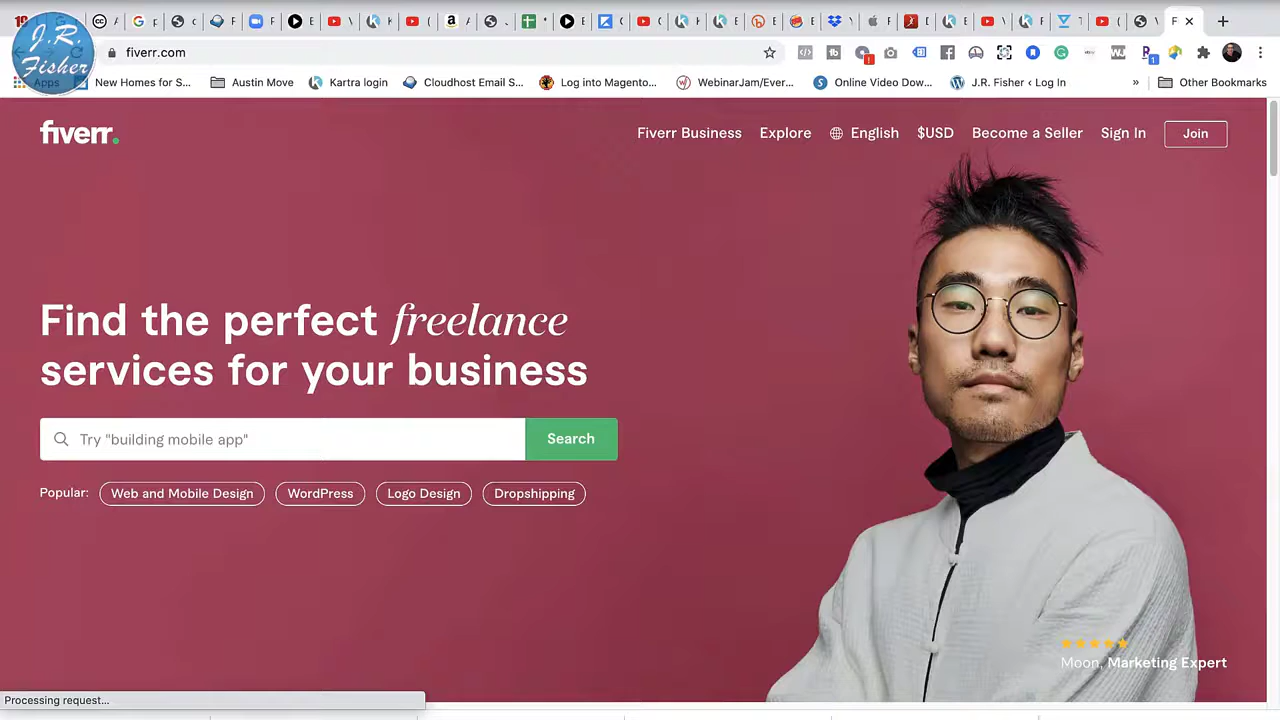 J.R.
Fisher
fiverr.com
Apps
New Homes for S...
Austin Move
Kartra login
Cloudhost Email S...
Log into Magento...
WebinarJam/Ever...
Online Video Dow...
J.R. Fisher ‹ Log In
»
Other Bookmarks
fiverr.
Fiverr Business
Explore
English
$USD
Become a Seller
Sign In
Join
Find the perfect freelance
services for your business
Try "building mobile app"
Search
Popular:
Web and Mobile Design
WordPress
Logo Design
Dropshipping
Moon, Marketing Expert
Processing request...